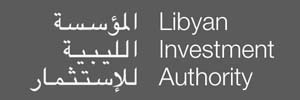 المؤسسة
الليبية
للإستثمار
Libyan
Investment
Authority